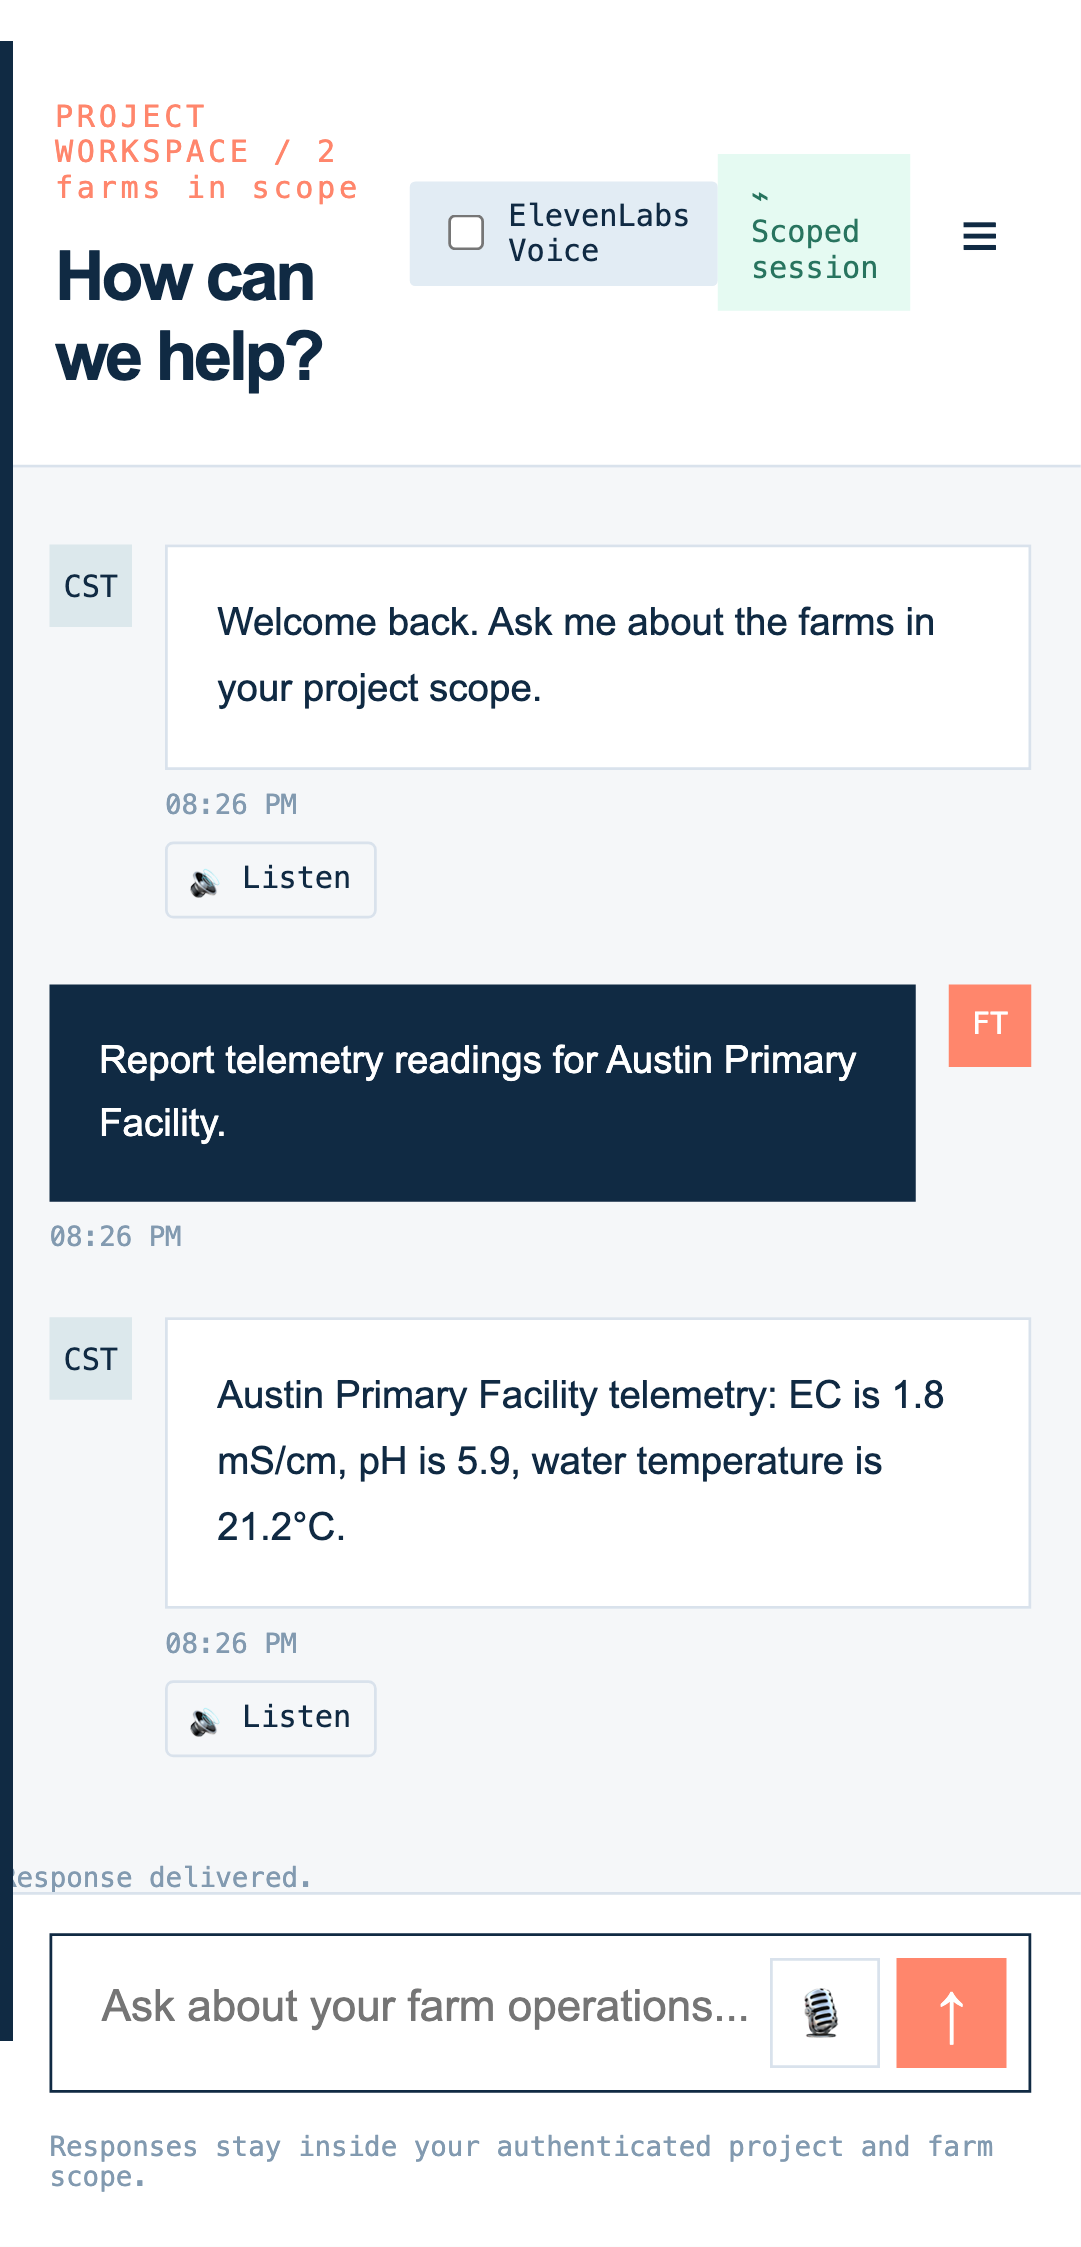 PROJECT
WORKSPACE / 2
farms in scope
How can
we help?
ElevenLabs
Voice
Scoped
session
CST
Welcome back. Ask me about the farms in
your project scope.
08:26 PM
Listen
Report telemetry readings for Austin Primary
Facility.
FT
08:26 PM
CST
Austin Primary Facility telemetry: EC is 1.8
mS/cm, pH is 5.9, water temperature is
21.2°C.
08:26 PM
Listen
Response delivered.
Ask about your farm operations...
Responses stay inside your authenticated project and farm
scope.